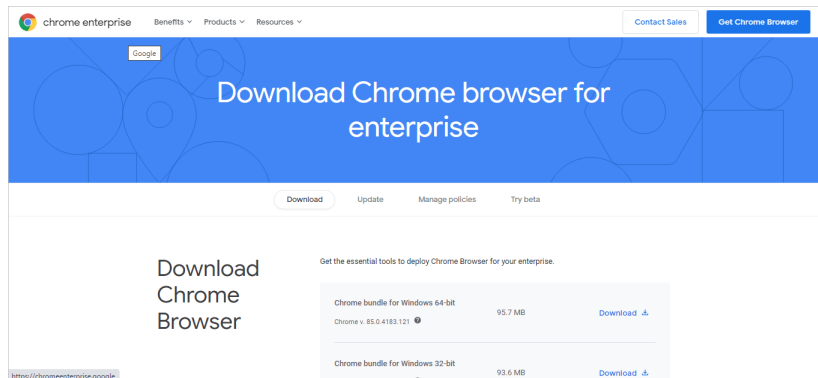 chrome enterprise Benefits Products Resources Contact Sales Get Chrome Browser
Google
Download Chrome browser for
enterprise
Download Update Manage policies Try beta
Download
Chrome
Browser
Get the essential tools to deploy Chrome Browser for your enterprise.
Chrome bundle for Windows 64-bit
Chrome v. 85.0.4183.121
95.7 MB
Download
Chrome bundle for Windows 32-bit
93.6 MB
Download
https://chromeenterprise.google